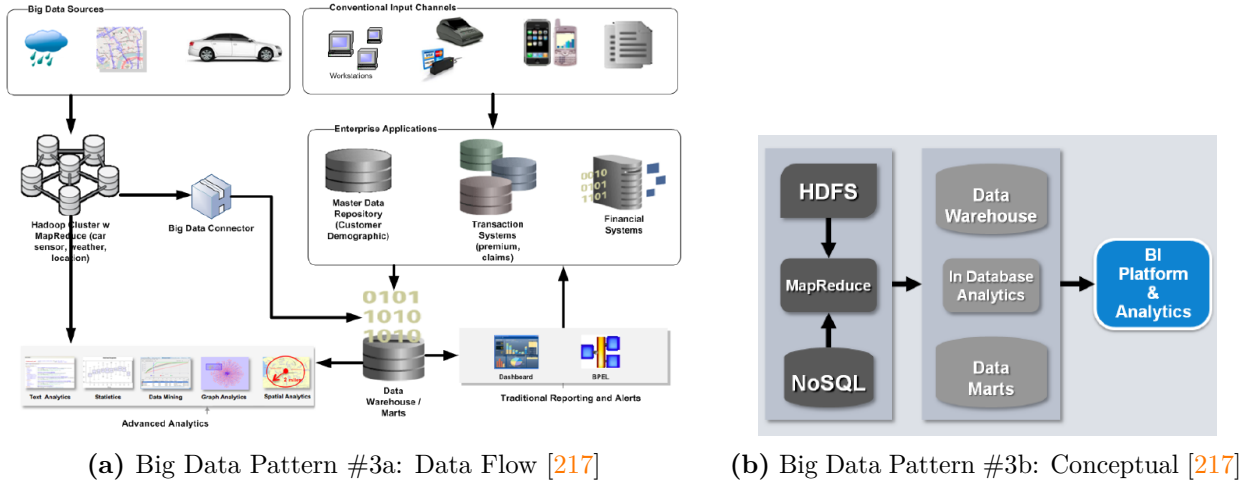 Big Data Sources
Conventional Input Channels
Workstations
Enterprise Applications
Hadoop Cluster w
MapReduce (car
sensor, weather,
location)
Big Data Connector
Master Data
Repository
(Customer
Demographic)
Transaction
Systems
(premium,
claims)
0010
0101
1101
Financial
Systems
0101
1010
1010
Data
Warehouse /
Marts
Text Analytics
Statistics
Data Mining
Graph Analytics
Spatial Analytics
Advanced Analytics
Dashboard
BPEL
Traditional Reporting and Alerts
(a) Big Data Pattern #3a: Data Flow [217]
HDFS
MapReduce
NoSQL
Data
Warehouse
In Database
Analytics
Data
Marts
BI
Platform
&
Analytics
(b) Big Data Pattern #3b: Conceptual [217]